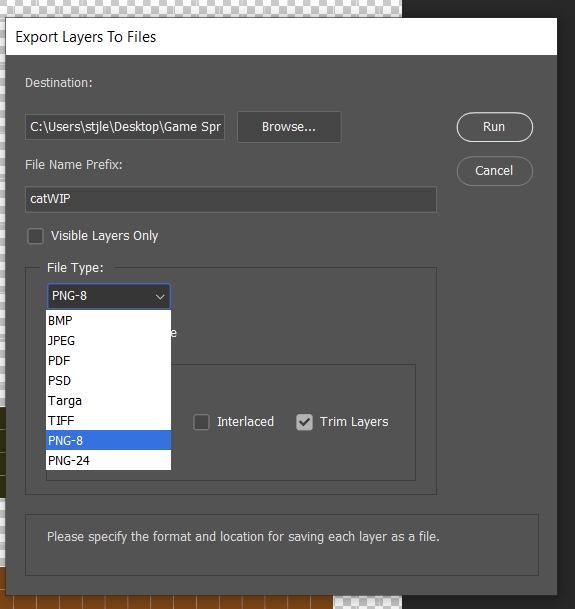 Export Layers To Files
Destination:
C:\Users\stjle\Desktop\Game Spr
Browse...
Run
File Name Prefix:
Cancel
catWIP
Visible Layers Only
File Type:
PNG-8
BMP
JPEG
PDF
PSD
Targa
TIFF
PNG-8
PNG-24
Interlaced
Trim Layers
Please specify the format and location for saving each layer as a file.